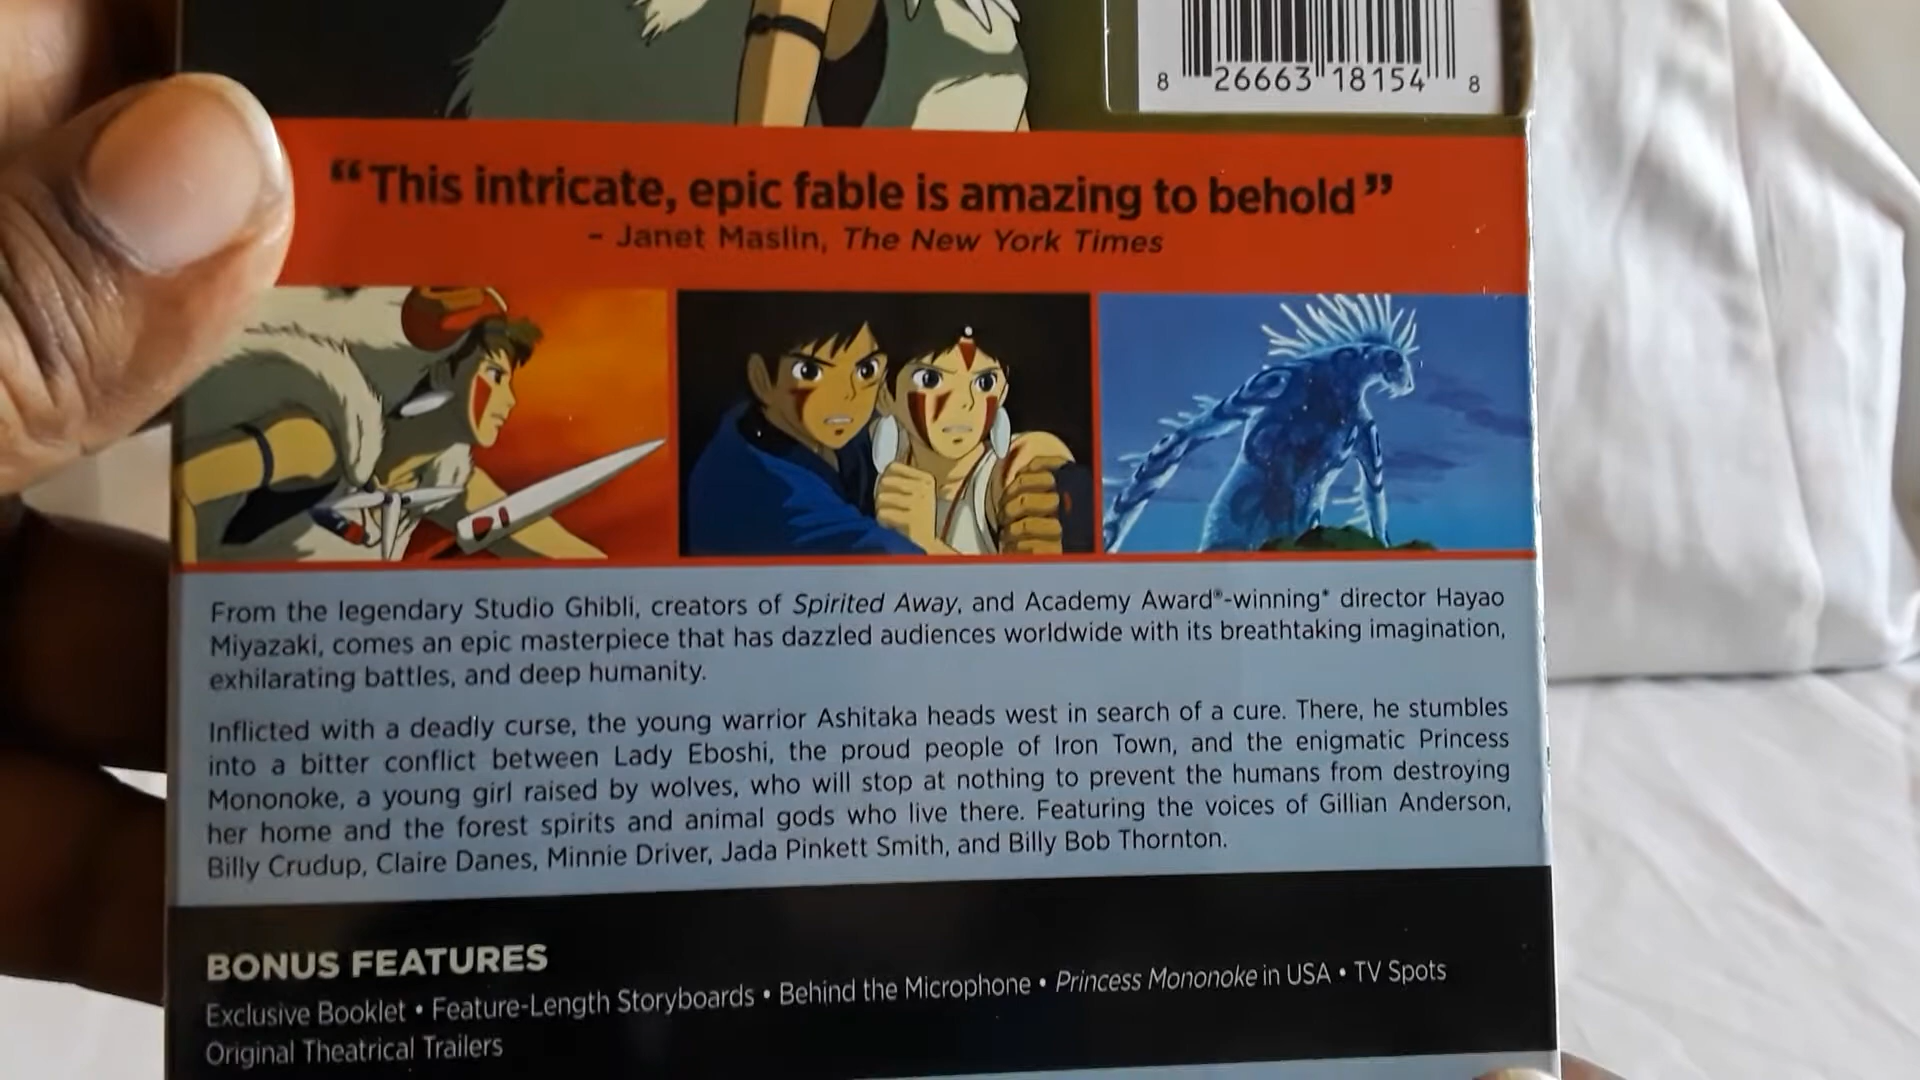 8 26663 18154 8
“This intricate, epic fable is amazing to behold”
– Janet Maslin, The New York Times
From the legendary Studio Ghibli, creators of Spirited Away, and Academy Award®-winning* director Hayao
Miyazaki, comes an epic masterpiece that has dazzled audiences worldwide with its breathtaking imagination,
exhilarating battles, and deep humanity.
Inflicted with a deadly curse, the young warrior Ashitaka heads west in search of a cure. There, he stumbles
into a bitter conflict between Lady Eboshi, the proud people of Iron Town, and the enigmatic Princess
Mononoke, a young girl raised by wolves, who will stop at nothing to prevent the humans from destroying
her home and the forest spirits and animal gods who live there. Featuring the voices of Gillian Anderson,
Billy Crudup, Claire Danes, Minnie Driver, Jada Pinkett Smith, and Billy Bob Thornton.
BONUS FEATURES
Exclusive Booklet • Feature-Length Storyboards • Behind the Microphone • Princess Mononoke in USA • TV Spots
Original Theatrical Trailers